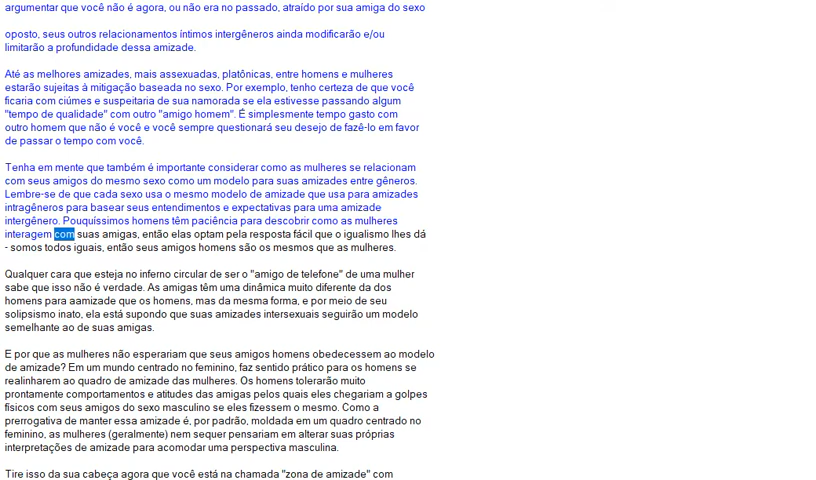 argumentar que você não é agora, ou não era no passado, atraído por sua amiga do sexo
oposto, seus outros relacionamentos íntimos intergêneros ainda modificarão e/ou
limitarão a profundidade dessa amizade.
Até as melhores amizades, mais assexuadas, platônicas, entre homens e mulheres
estarão sujeitas à mitigação baseada no sexo. Por exemplo, tenho certeza de que você
ficaria com ciúmes e suspeitaria de sua namorada se ela estivesse passando algum
"tempo de qualidade" com outro "amigo homem". É simplesmente tempo gasto com
outro homem que não é você e você sempre questionará seu desejo de fazê-lo em favor
de passar o tempo com você.
Tenha em mente que também é importante considerar como as mulheres se relacionam
com seus amigos do mesmo sexo como um modelo para suas amizades entre gêneros.
Lembre-se de que cada sexo usa o mesmo modelo de amizade que usa para amizades
intragêneros para basear seus entendimentos e expectativas para uma amizade
intergênero. Pouquíssimos homens têm paciência para descobrir como as mulheres
interagem com suas amigas, então elas optam pela resposta fácil que o igualismo lhes dá
- somos todos iguais, então seus amigos homens são os mesmos que as mulheres.
Qualquer cara que esteja no inferno circular de ser o "amigo de telefone" de uma mulher
sabe que isso não é verdade. As amigas têm uma dinâmica muito diferente da dos
homens para aamizade que os homens, mas da mesma forma, e por meio de seu
solipsismo inato, ela está supondo que suas amizades intersexuais seguirão um modelo
semelhante ao de suas amigas.
E por que as mulheres não esperariam que seus amigos homens obedecessem ao modelo
de amizade? Em um mundo centrado no feminino, faz sentido prático para os homens se
realinharem ao quadro de amizade das mulheres. Os homens tolerarão muito
prontamente comportamentos e atitudes das amigas pelos quais eles chegariam a golpes
físicos com seus amigos do sexo masculino se eles fizessem o mesmo. Como a
prerrogativa de manter essa amizade é, por padrão, moldada em um quadro centrado no
feminino, as mulheres (geralmente) nem sequer pensariam em alterar suas próprias
interpretações de amizade para acomodar uma perspectiva masculina.
Tire isso da sua cabeça agora que você está na chamada "zona de amizade" com